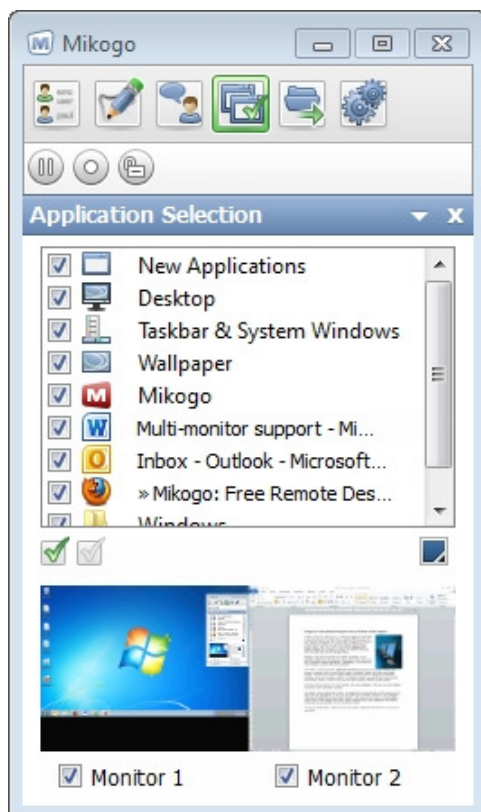 Mikogo
Application Selection
New Applications
Desktop
Taskbar & System Windows
Wallpaper
Mikogo
Multi-monitor support - Mi...
Inbox - Outlook - Microsoft...
» Mikogo: Free Remote Des...
Windows
Monitor 1
Monitor 2